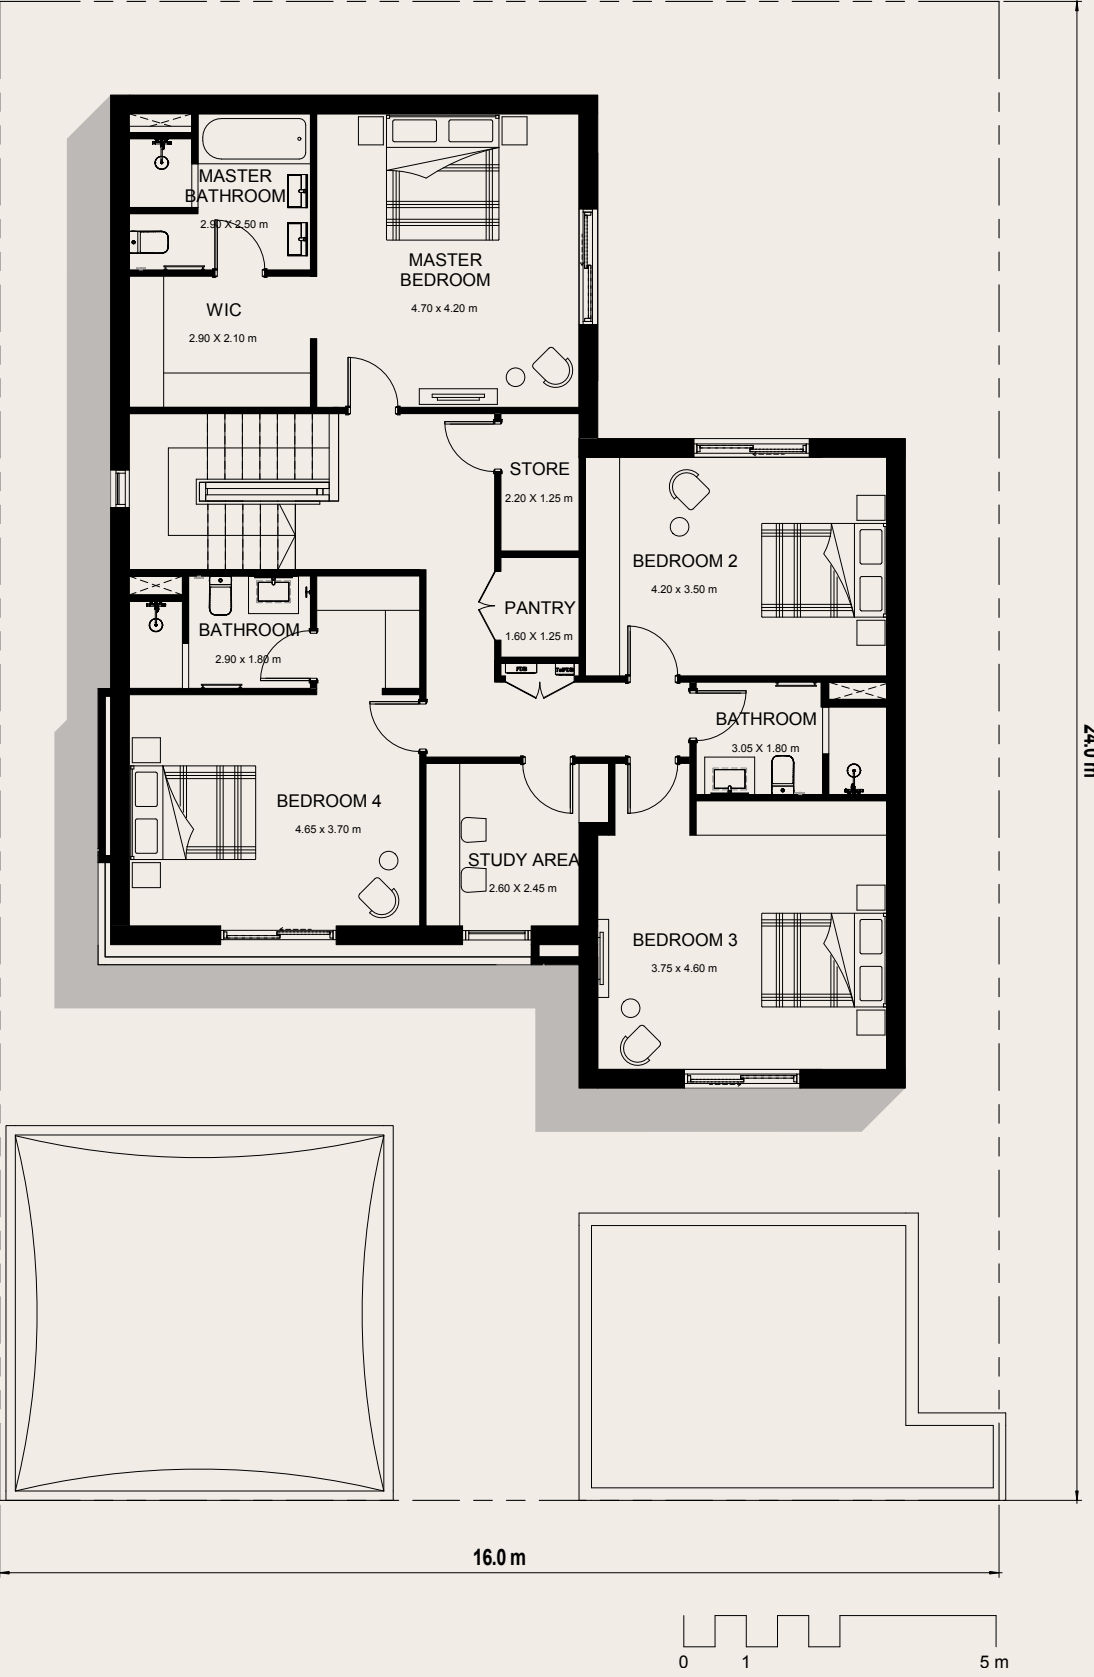 MASTER
BATHROOM
2.90 X 2.50 m
MASTER
BEDROOM
4.70 x 4.20 m
WIC
2.90 X 2.10 m
STORE
2.20 X 1.25 m
BEDROOM 2
4.20 x 3.50 m
PANTRY
1.60 X 1.25 m
BATHROOM
2.90 x 1.80 m
FDB
BATHROOM
3.05 X 1.80 m
24.0 m
BEDROOM 4
4.65 x 3.70 m
STUDY AREA
2.60 X 2.45 m
BEDROOM 3
3.75 x 4.60 m
16.0 m
0 1 5 m